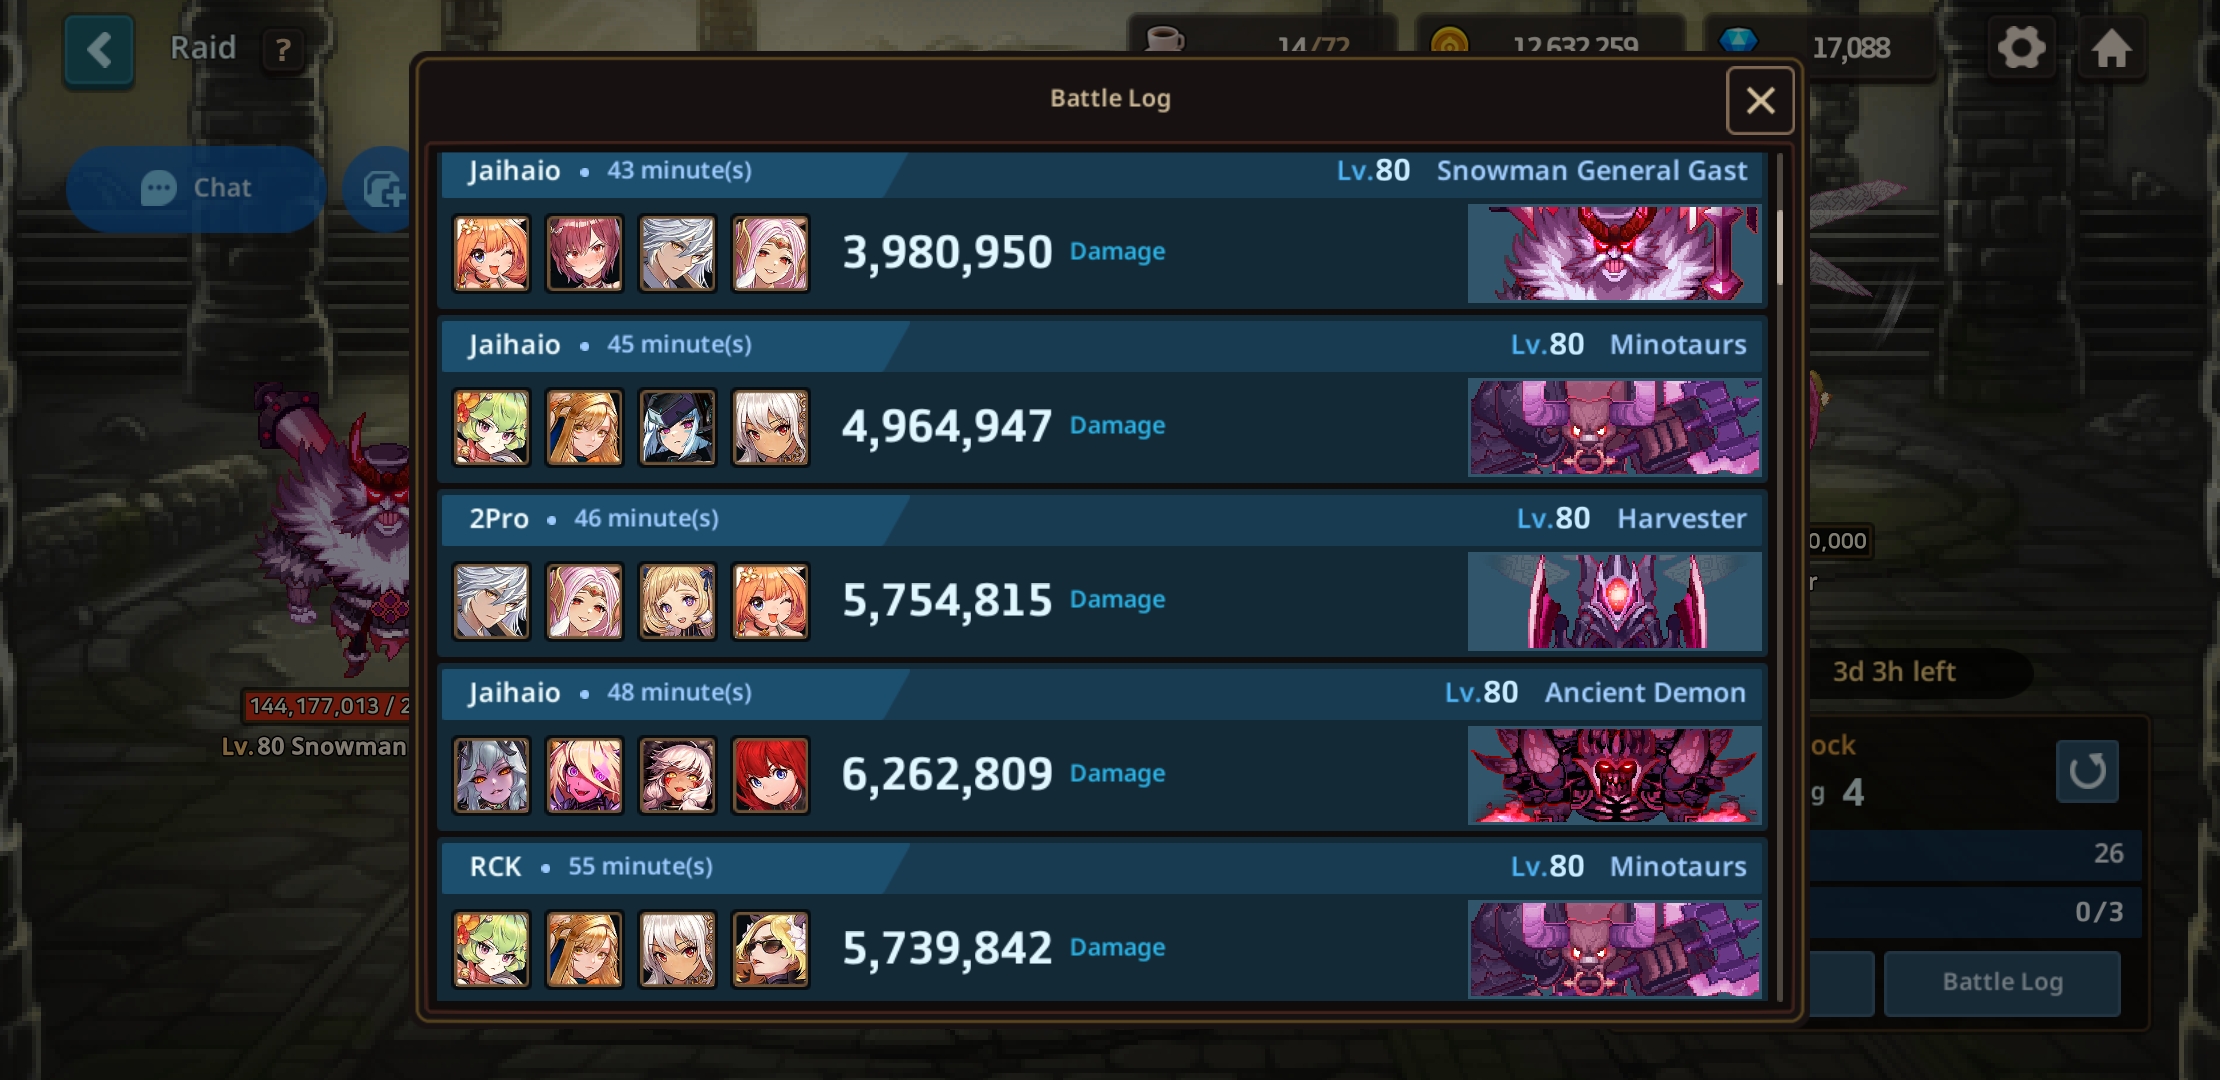 Raid ?
14/72
12,632,259
17,088
Battle Log
Chat
Jaihaio • 43 minute(s)
Lv.80 Snowman General Gast
3,980,950 Damage
Jaihaio • 45 minute(s)
Lv.80 Minotaurs
4,964,947 Damage
2Pro • 46 minute(s)
Lv.80 Harvester
5,754,815 Damage
Jaihaio • 48 minute(s)
Lv.80 Ancient Demon
6,262,809 Damage
RCK • 55 minute(s)
Lv.80 Minotaurs
5,739,842 Damage
144,177,013 / 2
Lv.80 Snowman
0,000
r
3d 3h left
ock
g 4
26
0/3
Battle Log